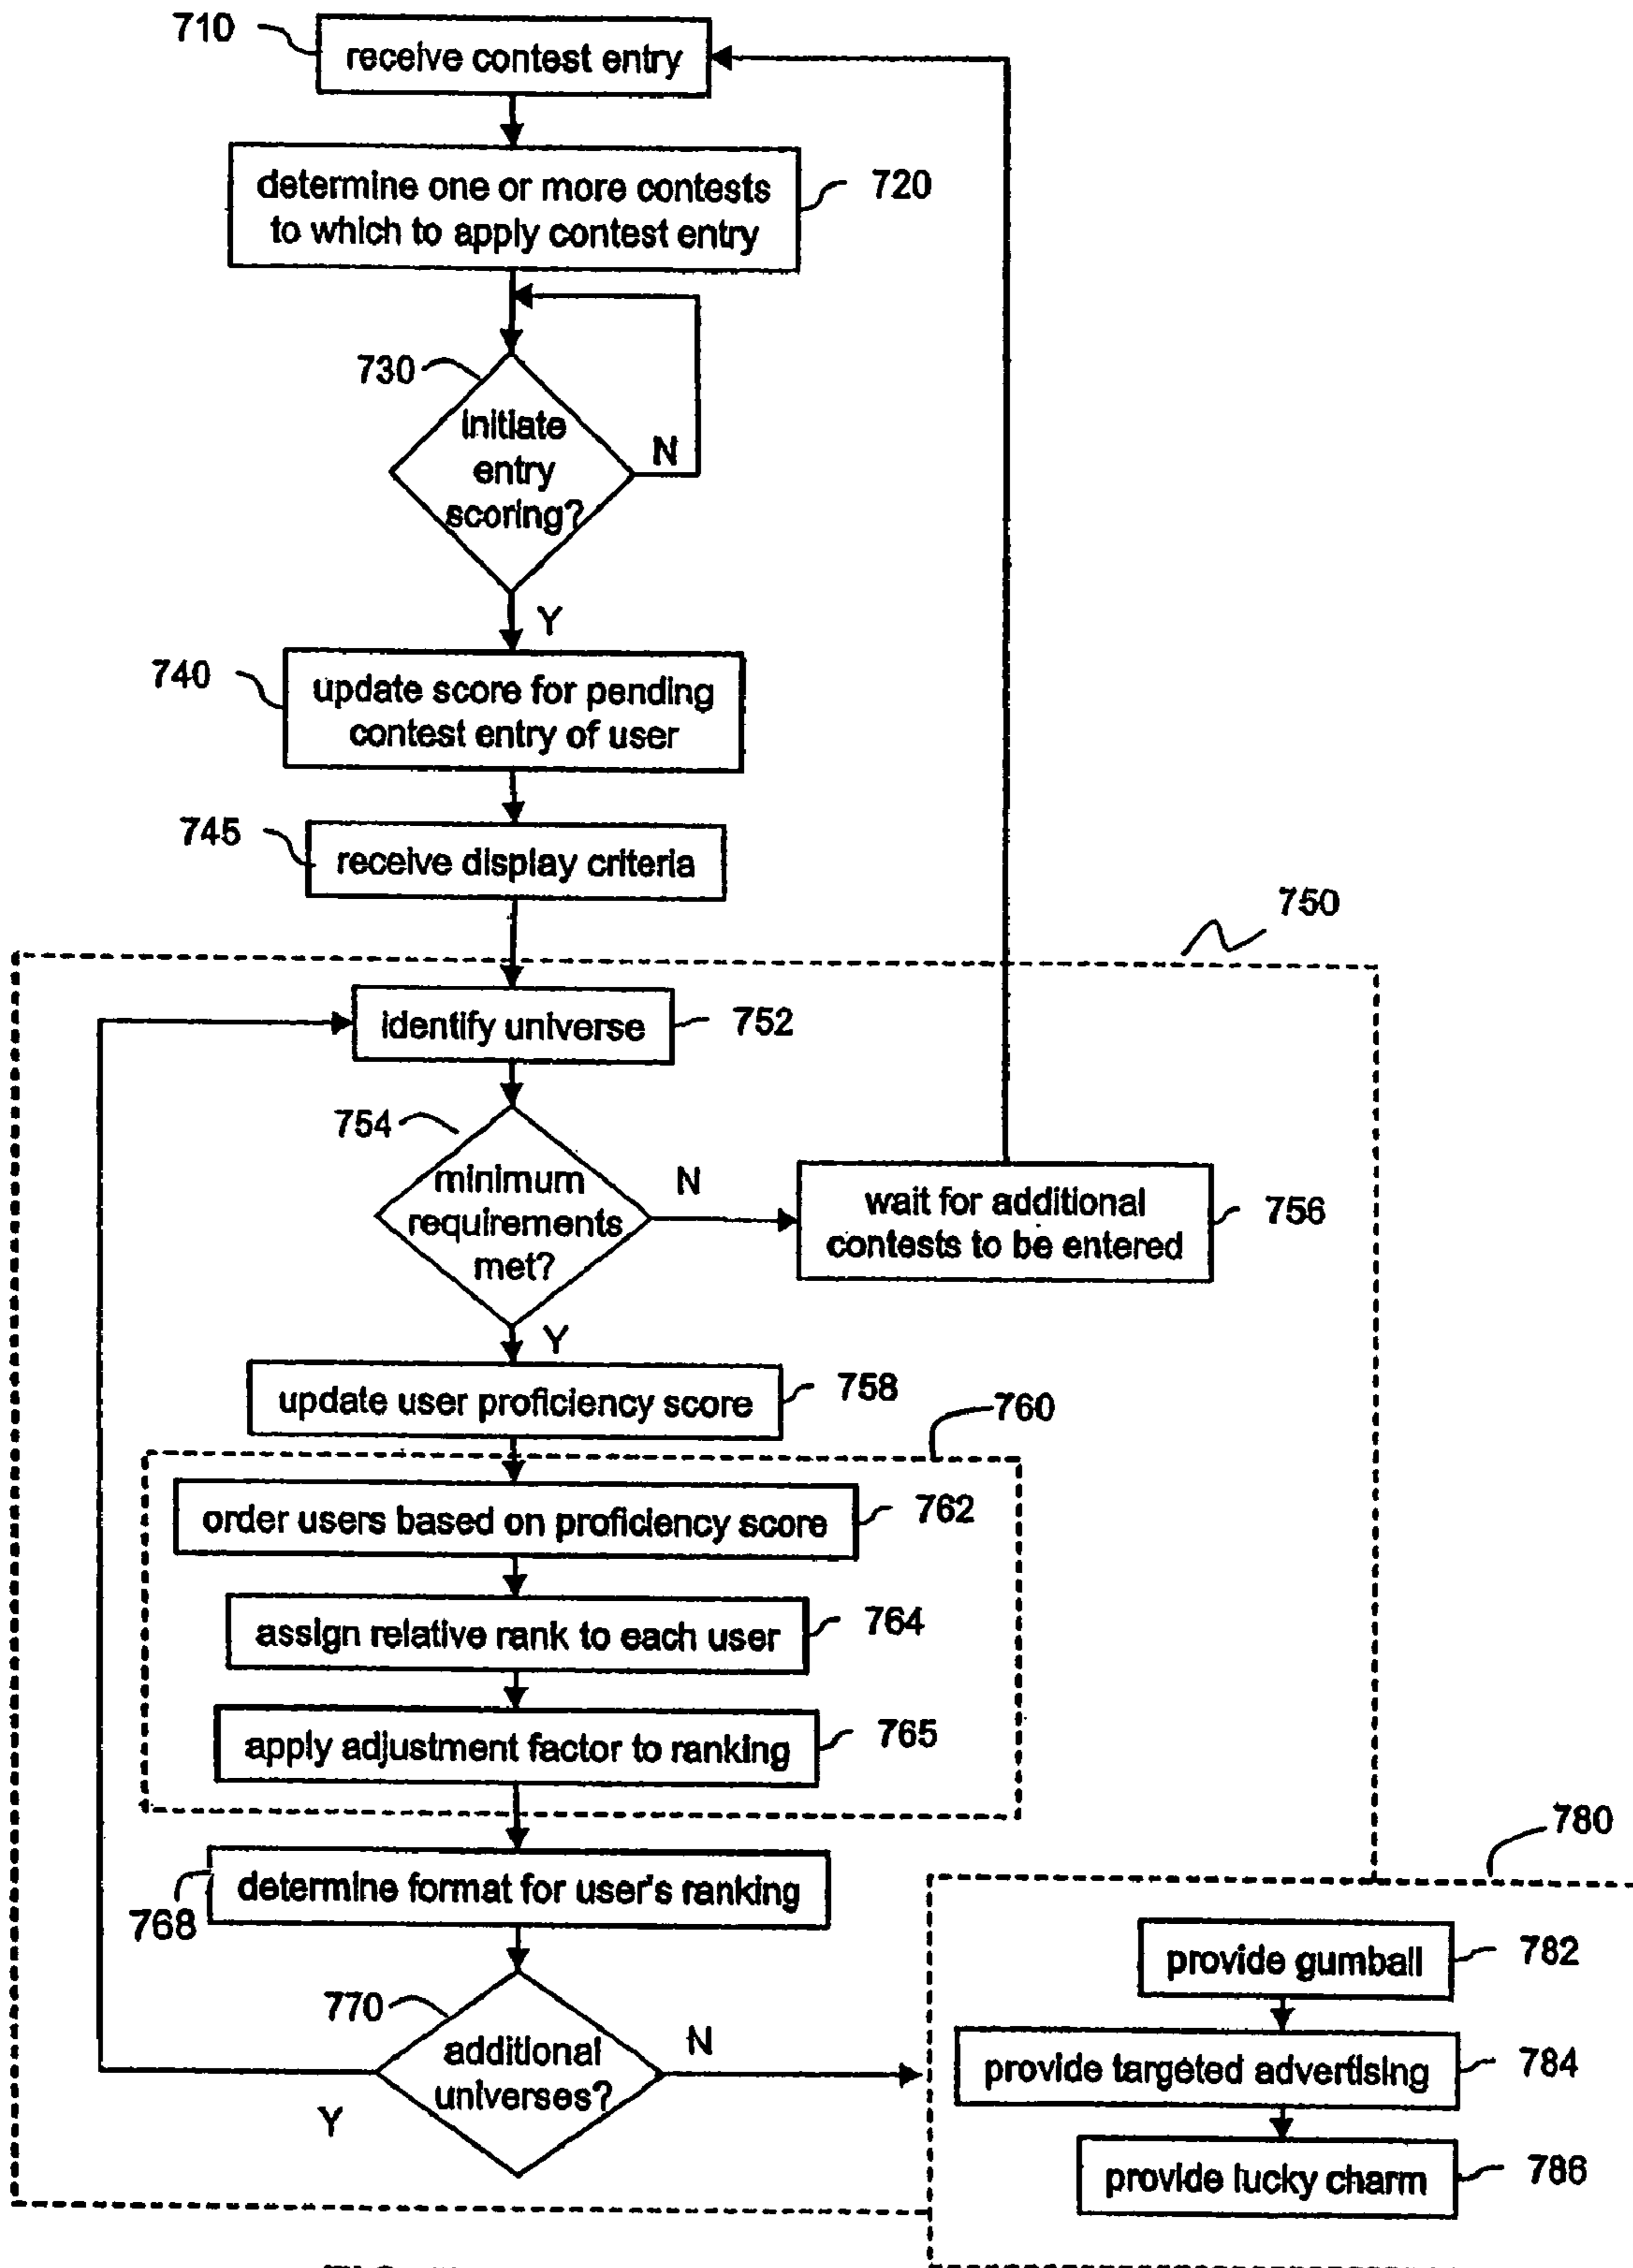 710
receive contest entry
determine one or more contests
to which to apply contest entry
720
730
initiate
entry
scoring?
N
Y
740
update score for pending
contest entry of user
745
receive display criteria
750
identify universe
752
754
minimum
requirements
met?
N
wait for additional
contests to be entered
756
Y
update user proficiency score
758
760
order users based on proficiency score
762
assign relative rank to each user
764
apply adjustment factor to ranking
765
768
determine format for user's ranking
770
additional
universes?
Y
N
780
provide gumball
782
provide targeted advertising
784
provide lucky charm
786